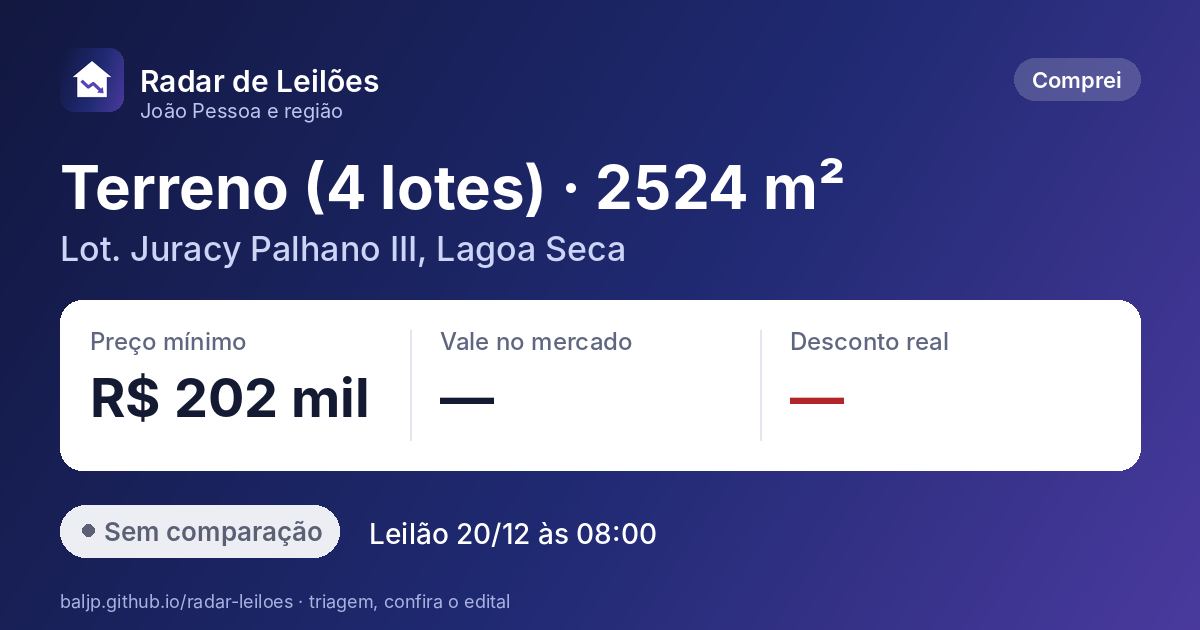 Radar de Leilões
João Pessoa e região
Comprei
Terreno (4 lotes) · 2524 m²
Lot. Juracy Palhano III, Lagoa Seca
Preço mínimo
R$ 202 mil
Vale no mercado
—
Desconto real
—
Sem comparação
Leilão 20/12 às 08:00
baljp.github.io/radar-leiloes · triagem, confira o edital